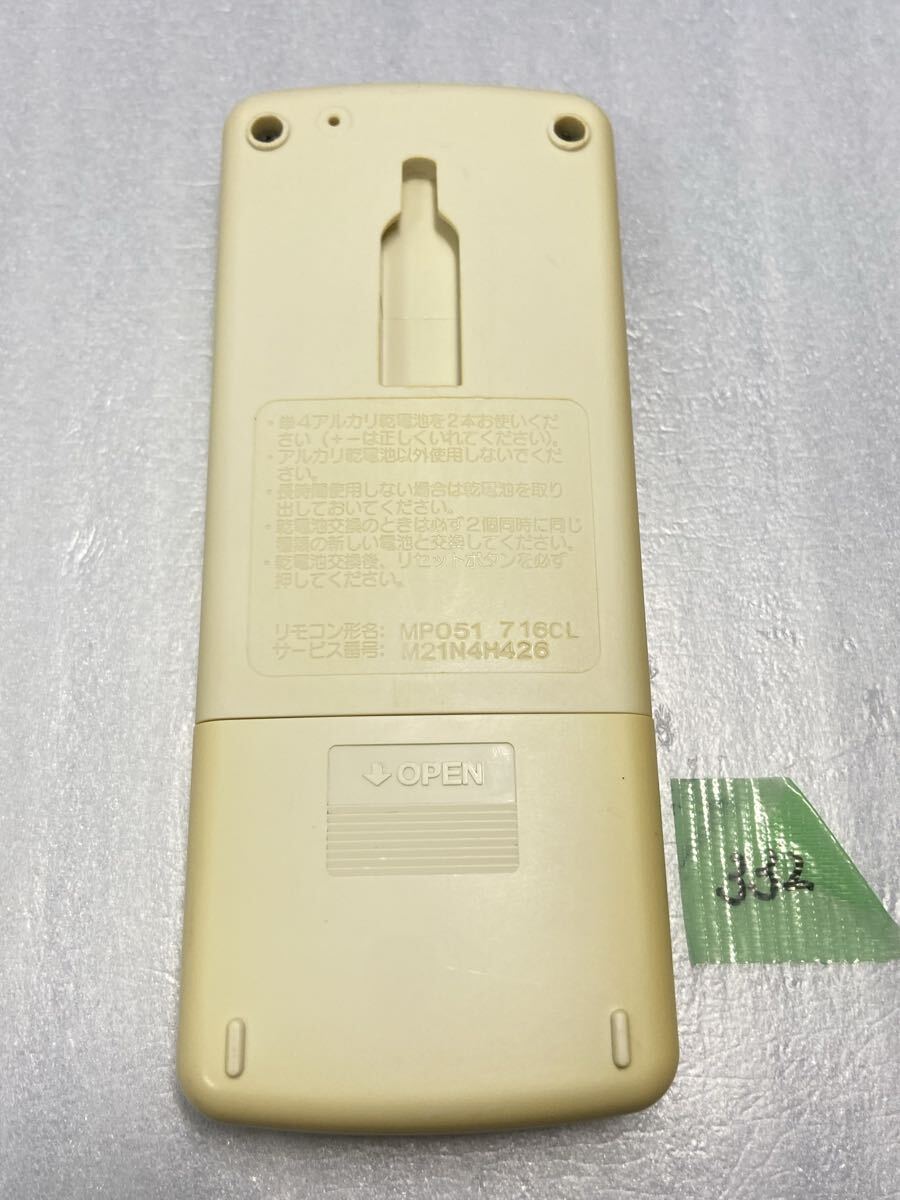 ・単4アルカリ乾電池を2本お使いくだ
さい（＋－は正しくいれてください）。
・アルカリ乾電池以外使用しないでくだ
さい。
・長時間使用しない場合は乾電池を取り
出しておいてください。
・乾電池交換のときは必ず2個同時に同じ
種類の新しい電池と交換してください。
・乾電池交換後、リセットボタンを必ず
押してください。
リモコン形名: MP051 716CL
サービス番号: M21N4H426
↓OPEN
332